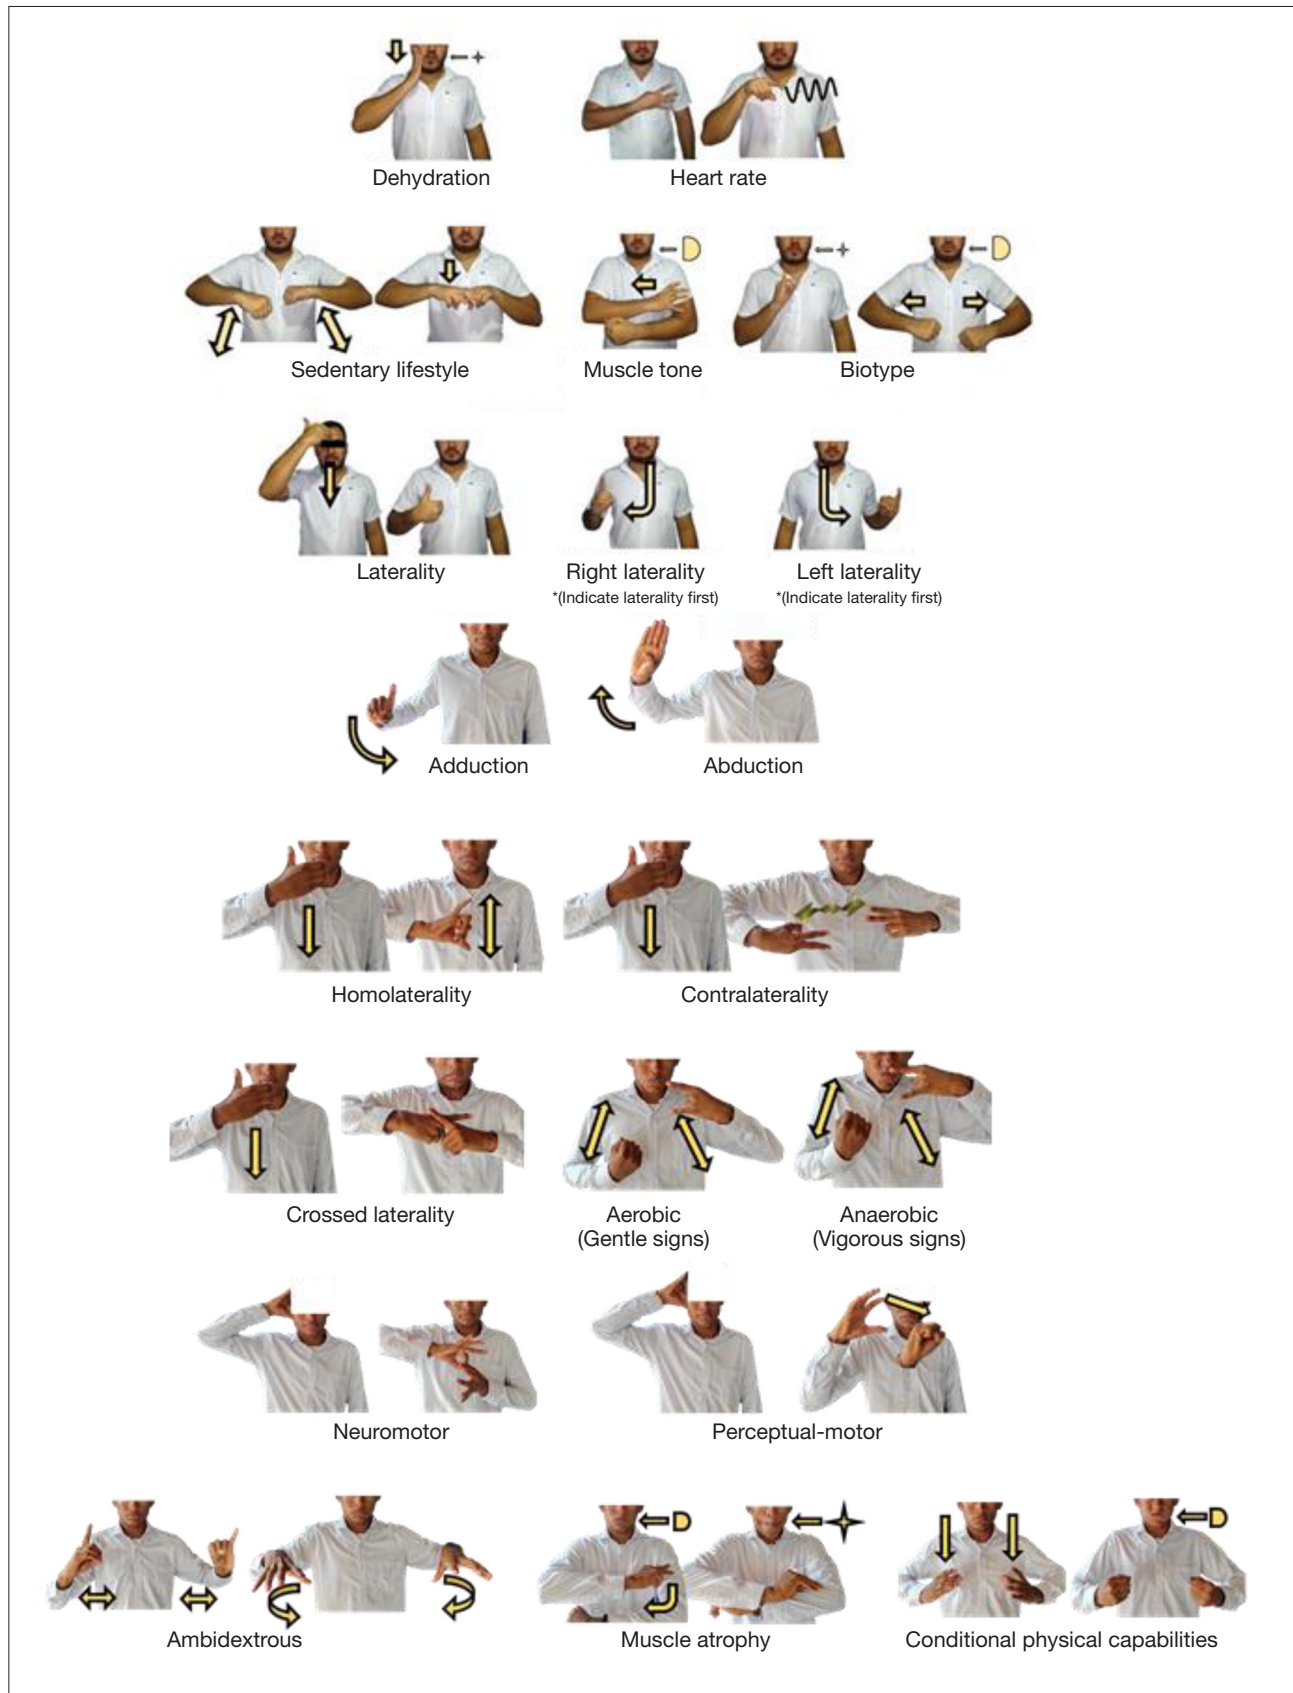 Dehydration
Heart rate
Sedentary lifestyle
Muscle tone
Biotype
Laterality
Right laterality
*(Indicate laterality first)
Left laterality
*(Indicate laterality first)
Adduction
Abduction
Homolaterality
Contralaterality
Crossed laterality
Aerobic
(Gentle signs)
Anaerobic
(Vigorous signs)
Neuromotor
Perceptual-motor
Ambidextrous
Muscle atrophy
Conditional physical capabilities